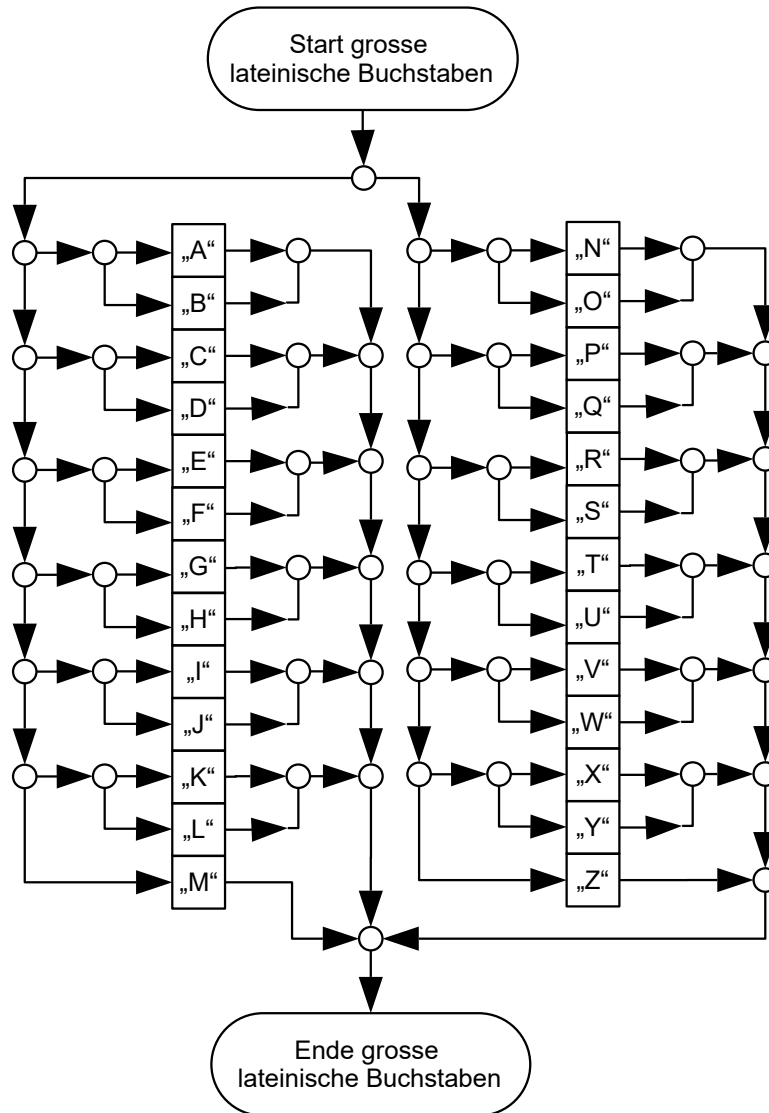 Start grosse
lateinische Buchstaben
„A“
„B“
„C“
„D“
„E“
„F“
„G“
„H“
„I“
„J“
„K“
„L“
„M“
„N“
„O“
„P“
„Q“
„R“
„S“
„T“
„U“
„V“
„W“
„X“
„Y“
„Z“
Ende grosse
lateinische Buchstaben